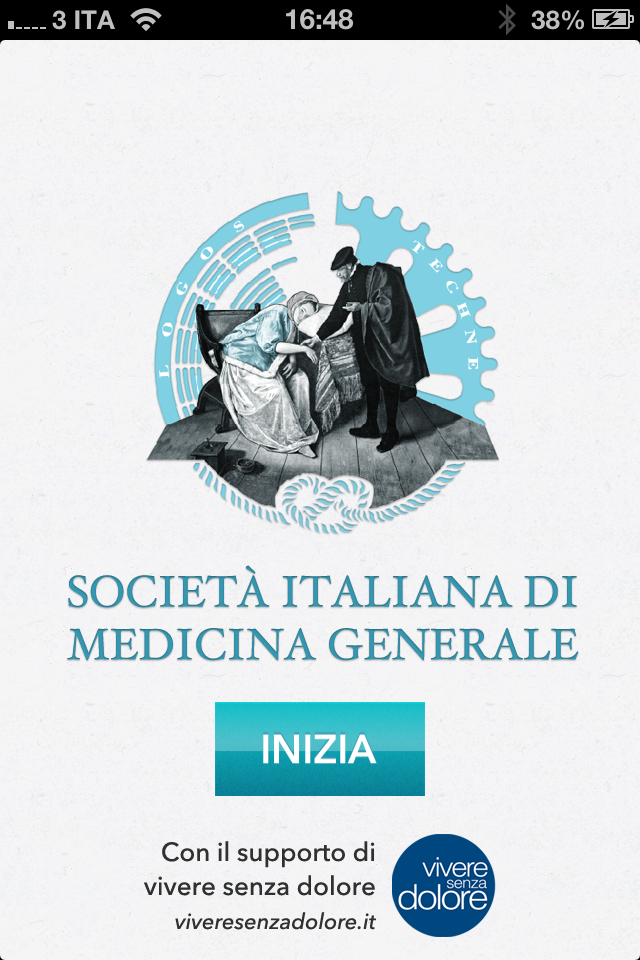 3 ITA 16:48 38%
LOGOS TECHNE
SOCIETÀ ITALIANA DI
MEDICINA GENERALE
INIZIA
Con il supporto di
vivere senza dolore
viveresenzadolore.it
vivere
senza
dolore